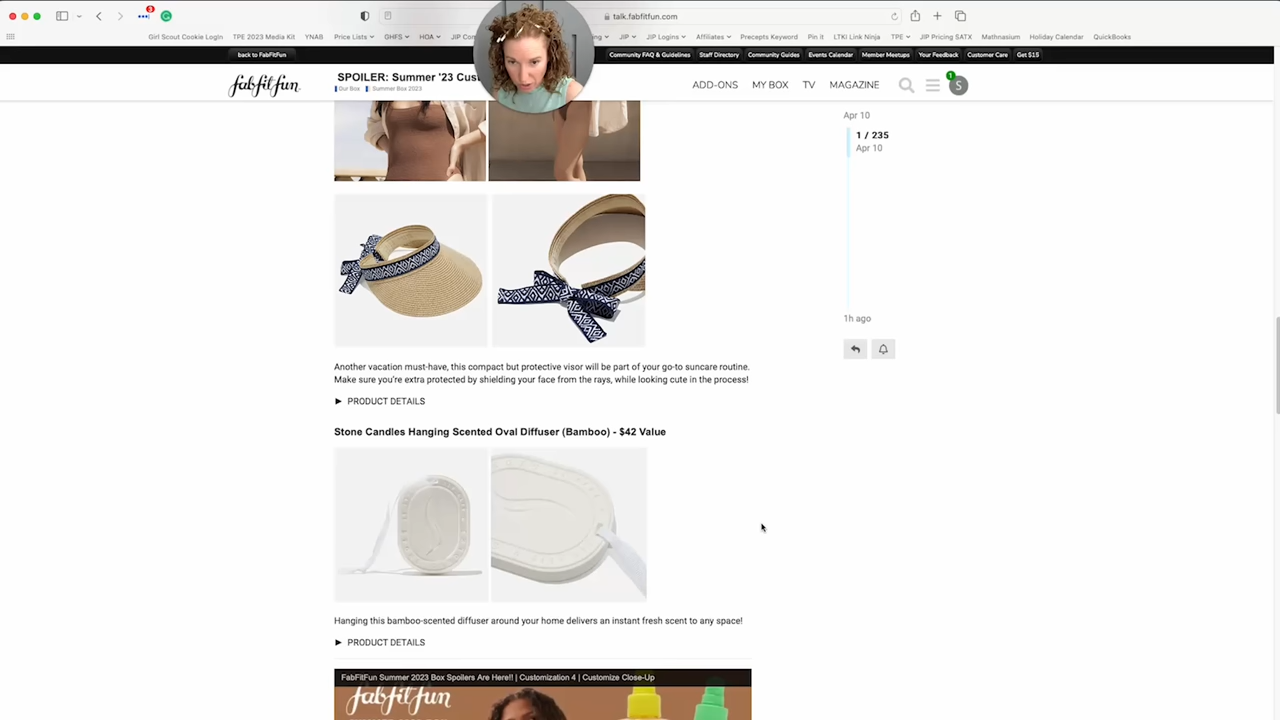 3
talk.fabfitfun.com
Girl Scout Cookie Login TPE 2023 Media Kit YNAB Price Lists GHFS HOA JIP JIP Logins Affiliates Precepts Keyword Pin it LTKI Link Ninja TPE JIP Pricing SATX Mathnasium Holiday Calendar QuickBooks
back to FabFitFun Community FAQ & Guidelines Staff Directory Community Guides Events Calendar Member Meetups Your Feedback Customer Care Get $15
fabfitfun SPOILER: Summer '23 ADD-ONS MY BOX TV MAGAZINE 1 S
Our Box Summer Box 2023
Apr 10
1 / 235
Apr 10
1h ago
Another vacation must-have, this compact but protective visor will be part of your go-to suncare routine.
Make sure you're extra protected by shielding your face from the rays, while looking cute in the process!
► PRODUCT DETAILS
Stone Candles Hanging Scented Oval Diffuser (Bamboo) - $42 Value
Hanging this bamboo-scented diffuser around your home delivers an instant fresh scent to any space!
► PRODUCT DETAILS
FabFitFun Summer 2023 Box Spoilers Are Here!! | Customization 4 | Customize Close-Up
fabfitfun